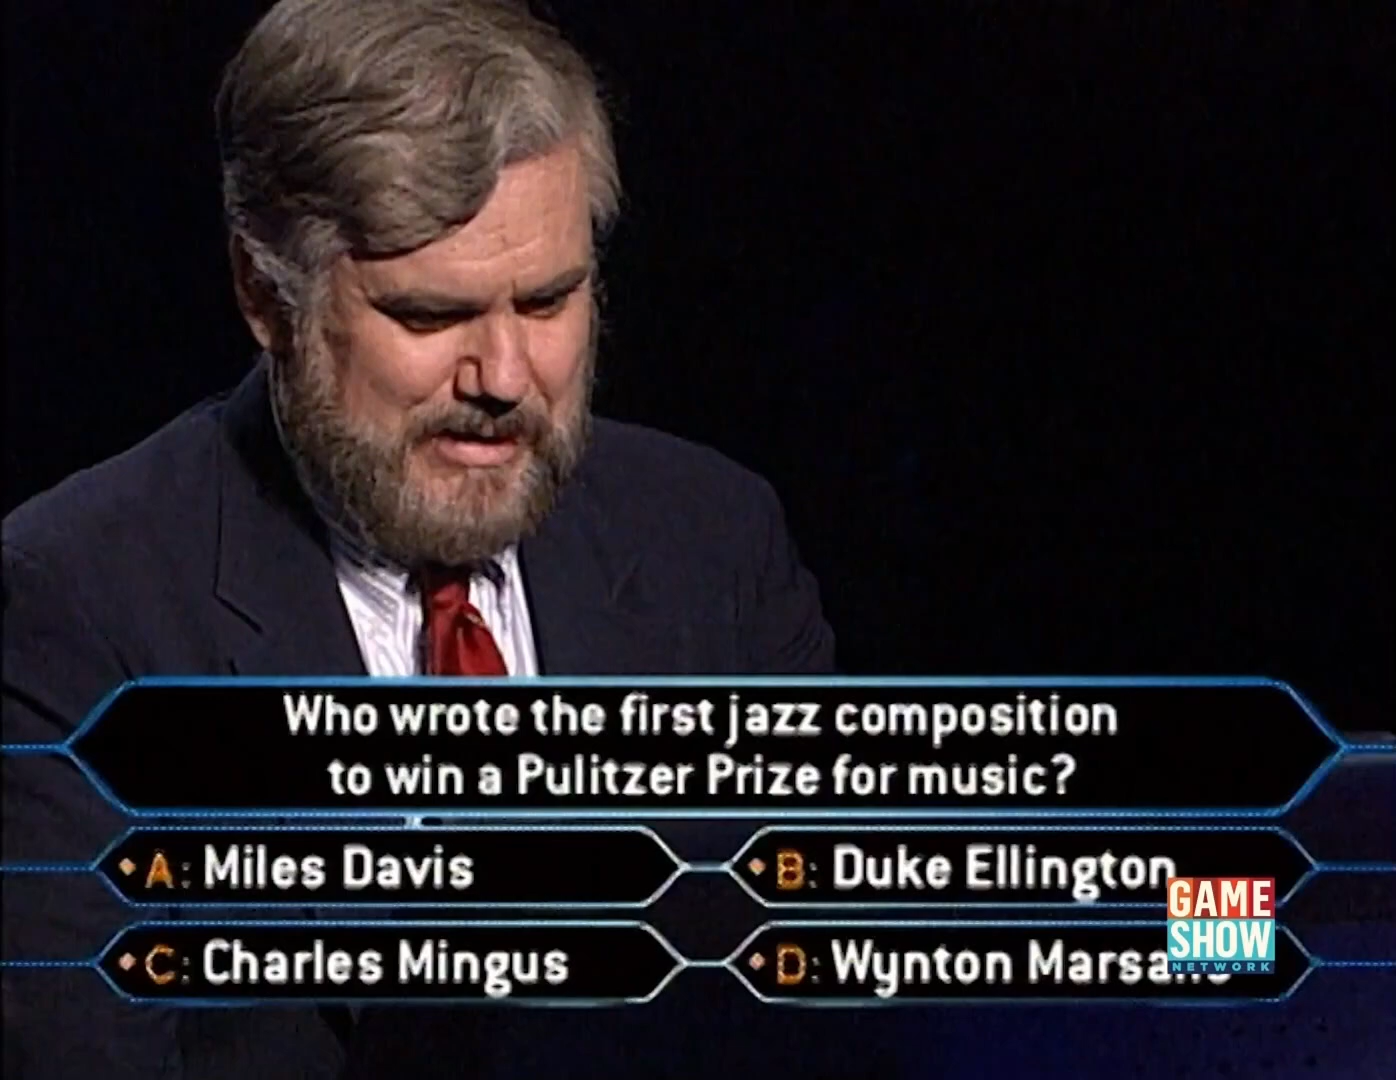 Who wrote the first jazz composition
to win a Pulitzer Prize for music?
A: Miles Davis
B: Duke Ellington
C: Charles Mingus
D: Wynton
GAME
SHOW
NETWORK